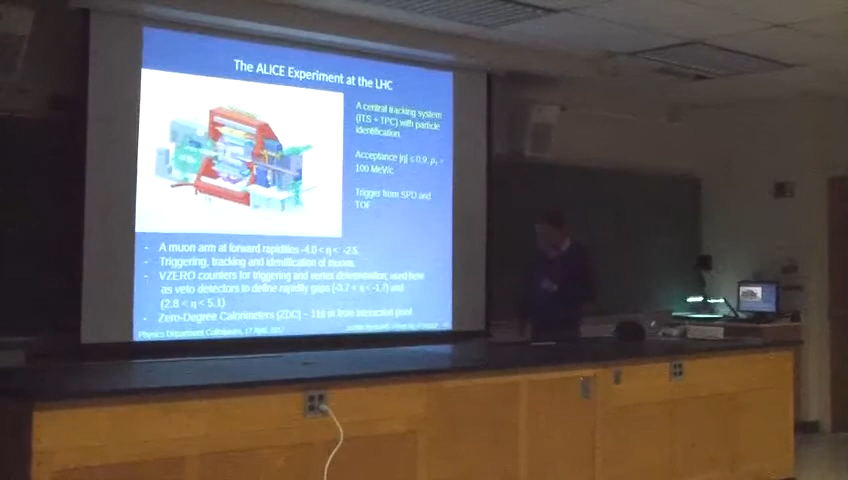 The ALICE Experiment at the LHC
A central tracking system
(ITS + TPC) with particle
identification.
Acceptance |η| ≤ 0.9, pT >
100 MeV/c
Trigger from SPD and
TOF
- A muon arm at forward rapidities -4.0 < η < -2.5.
- Triggering, tracking and identification of muons.
- VZERO counters for triggering and vertex determination, used here
as veto detectors to define rapidity gaps (-3.7 < η < -1.7) and
(2.8 < η < 5.1)
- Zero-Degree Calorimeters (ZDC) – 116 m from interaction point
Physics Department Colloquium, 17 April, 2017